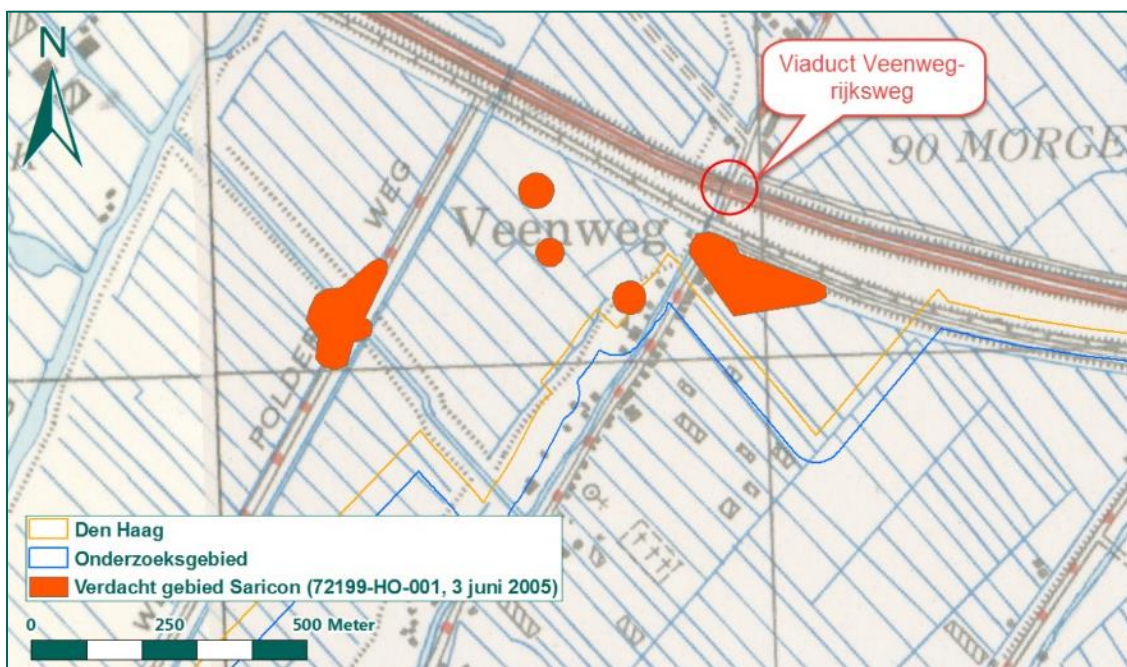 N
Viaduct Veenweg-
rijksweg
90 MORGE
WEG
Veenweg
POLDER
Den Haag
Onderzoeksgebied
Verdacht gebied Saricon (72199-HO-001, 3 juni 2005)
0 250 500 Meter